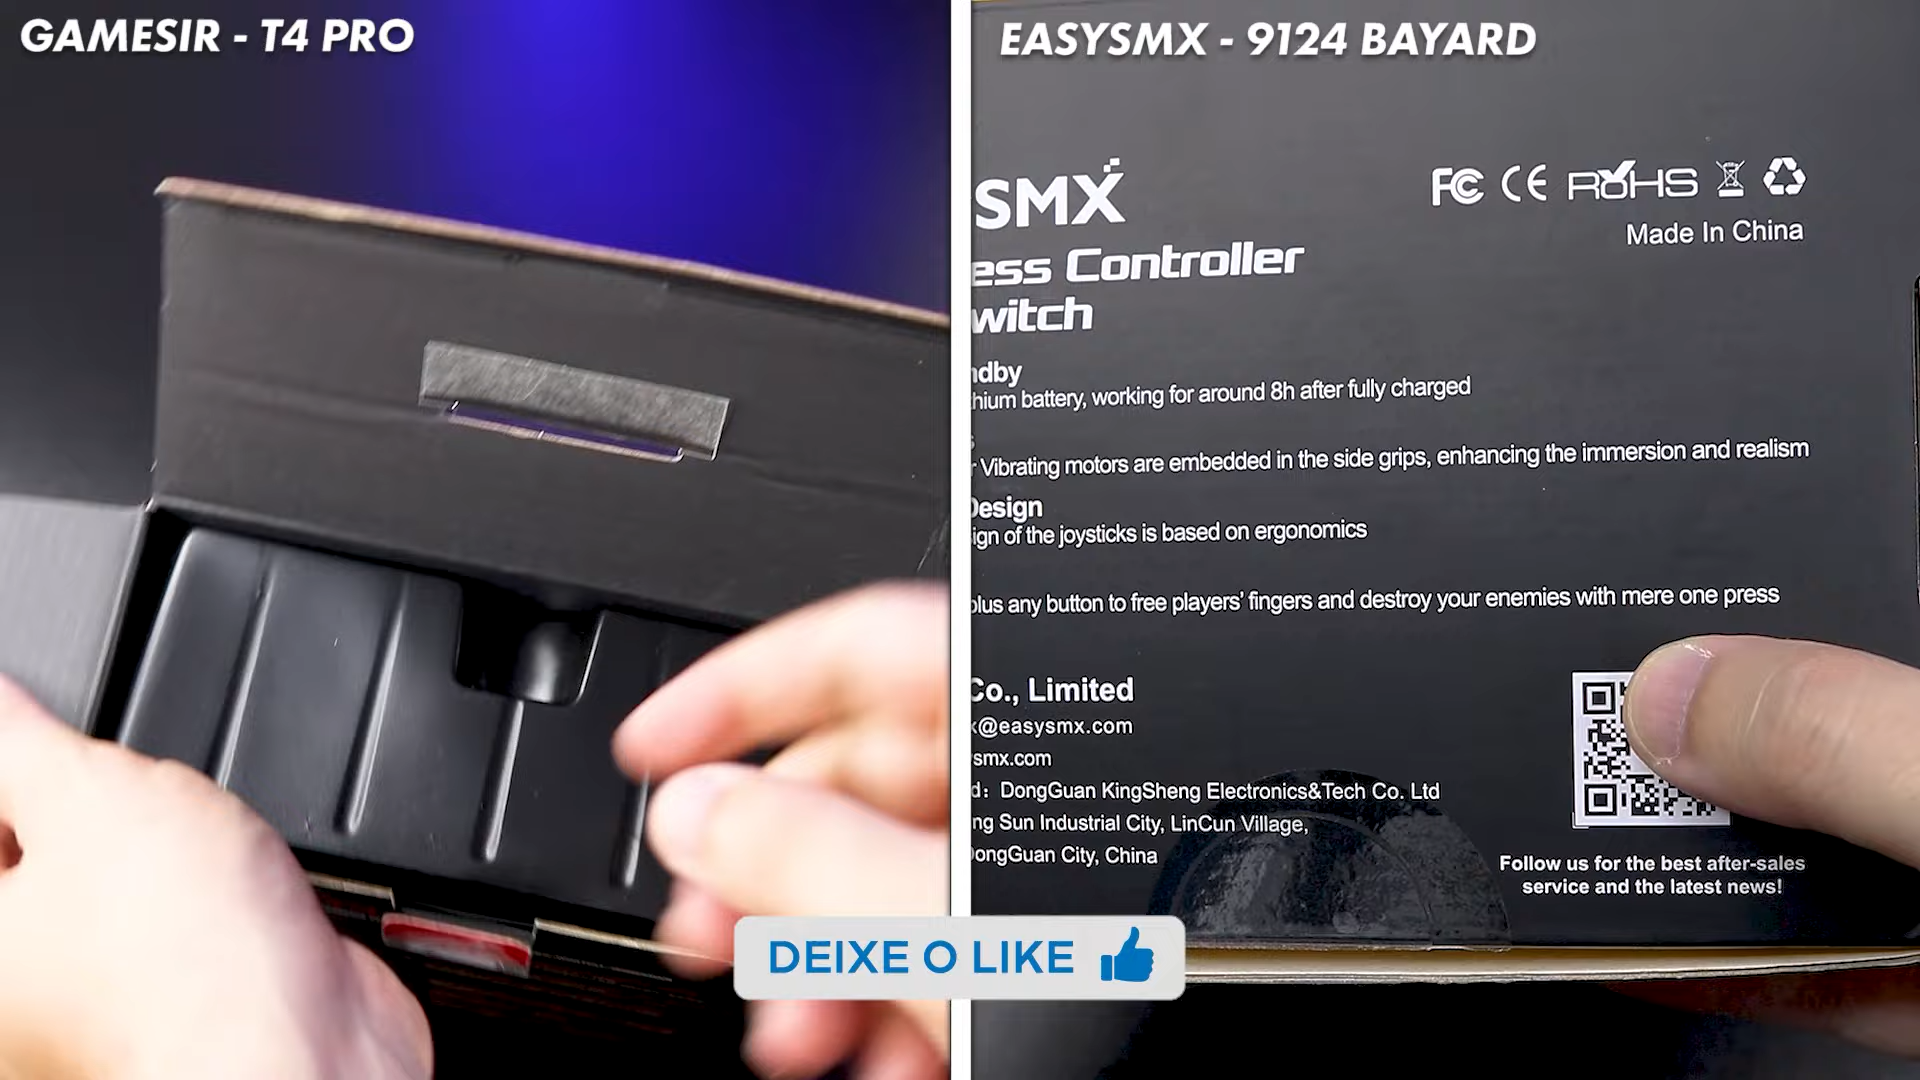 GAMESIR - T4 PRO
EASYSMX - 9124 BAYARD
SMX
FC CE ROHS
Made In China
ess Controller
witch
ndby
hium battery, working for around 8h after fully charged
Vibrating motors are embedded in the side grips, enhancing the immersion and realism
Design
ign of the joysticks is based on ergonomics
plus any button to free players' fingers and destroy your enemies with mere one press
Co., Limited
x@easysmx.com
smx.com
d: DongGuan KingSheng Electronics&Tech Co. Ltd
ng Sun Industrial City, LinCun Village,
DongGuan City, China
Follow us for the best after-sales
service and the latest news!
DEIXE O LIKE